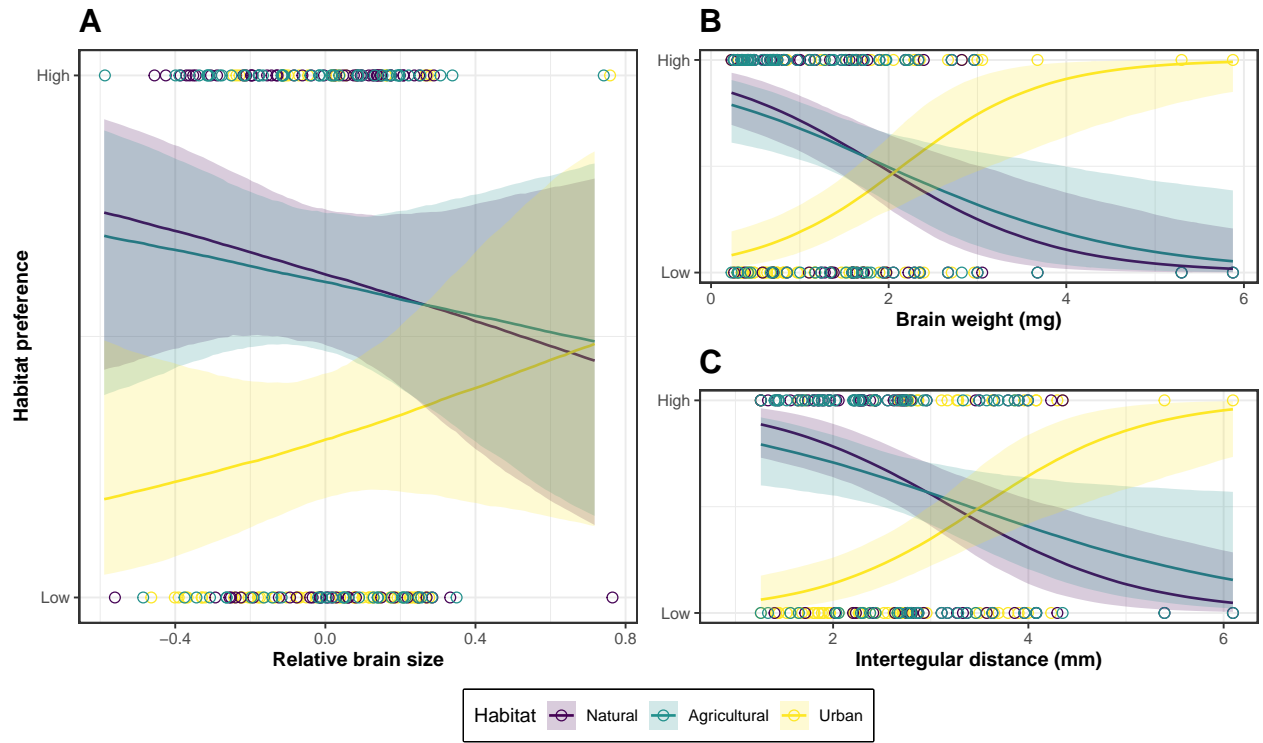 A
High
Low
Habitat preference
−0.4 0.0 0.4 0.8
Relative brain size
B
High
Low
0 2 4 6
Brain weight (mg)
C
High
Low
2 4 6
Intertegular distance (mm)
Habitat Natural Agricultural Urban